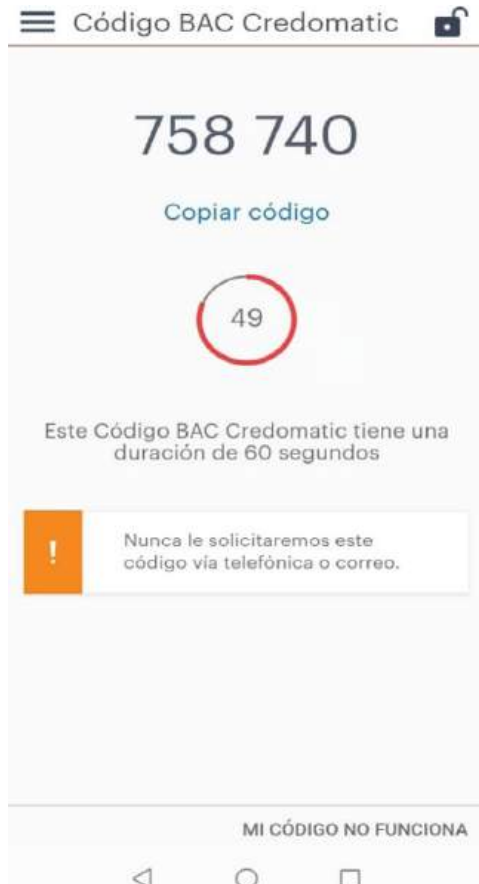 Código BAC Credomatic
758 740
Copiar código
49
Este Código BAC Credomatic tiene una
duración de 60 segundos
!
Nunca le solicitaremos este
código vía telefónica o correo.
MI CÓDIGO NO FUNCIONA